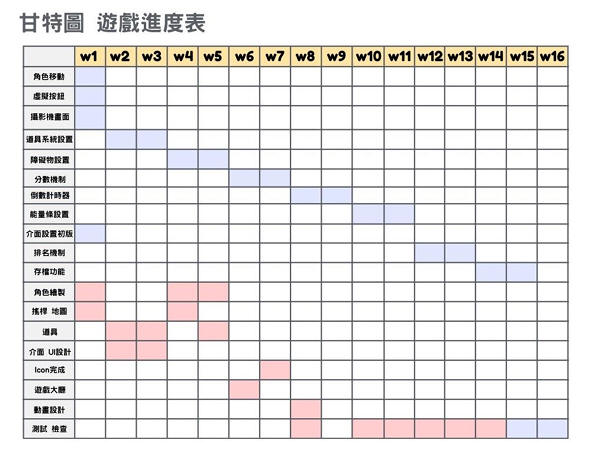 甘特圖 遊戲進度表
w1 w2 w3 w4 w5 w6 w7 w8 w9 w10 w11 w12 w13 w14 w15 w16
角色移動
虛擬按鈕
攝影機畫面
道具系統設置
障礙物設置
分數機制
倒數計時器
能量條設置
介面設置初版
排名機制
存檔功能
角色繪製
搖桿 地圖
道具
介面 UI設計
Icon完成
遊戲大廳
動畫設計
測試 檢查